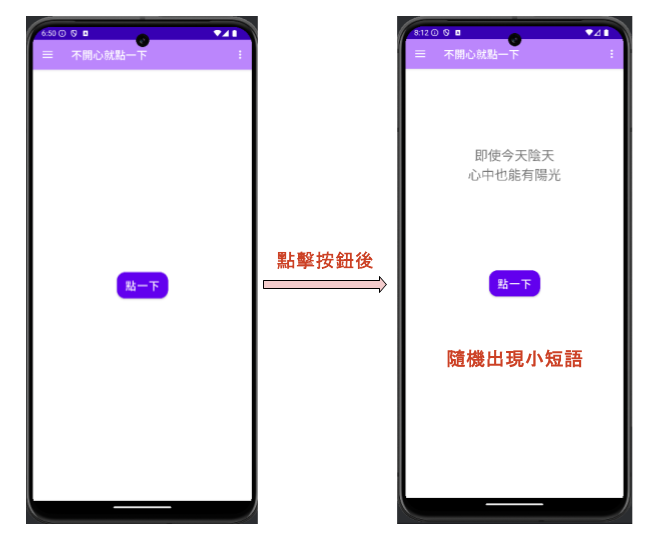 6:50
不開心就點一下
點一下
點擊按鈕後
8:12
不開心就點一下
即使今天陰天
心中也能有陽光
點一下
隨機出現小短語